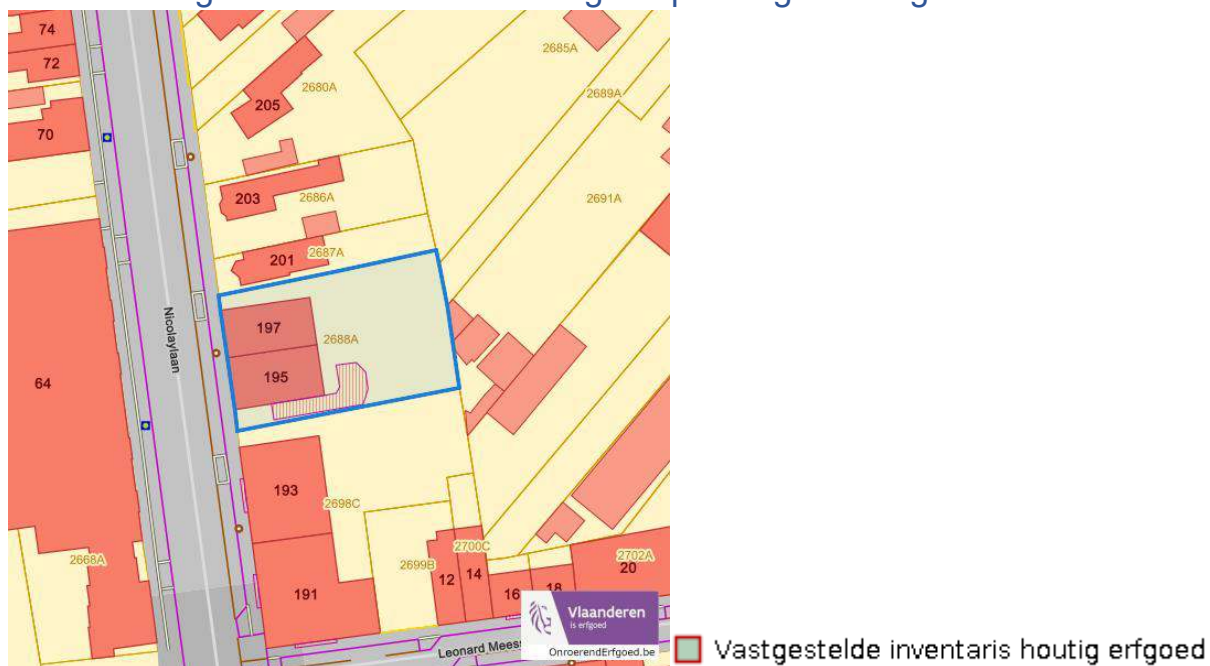 74
72
70
205
2680A
2685A
2689A
203
2686A
2691A
201
2687A
Nicolaylaan
197
2688A
195
64
193
2698C
2668A
2699B
2700C
2702A
12
14
16
18
20
191
Leonard Meess
Vlaanderen
is erfgoed
OnroerendErfgoed.be
Vastgestelde inventaris houtig erfgoed